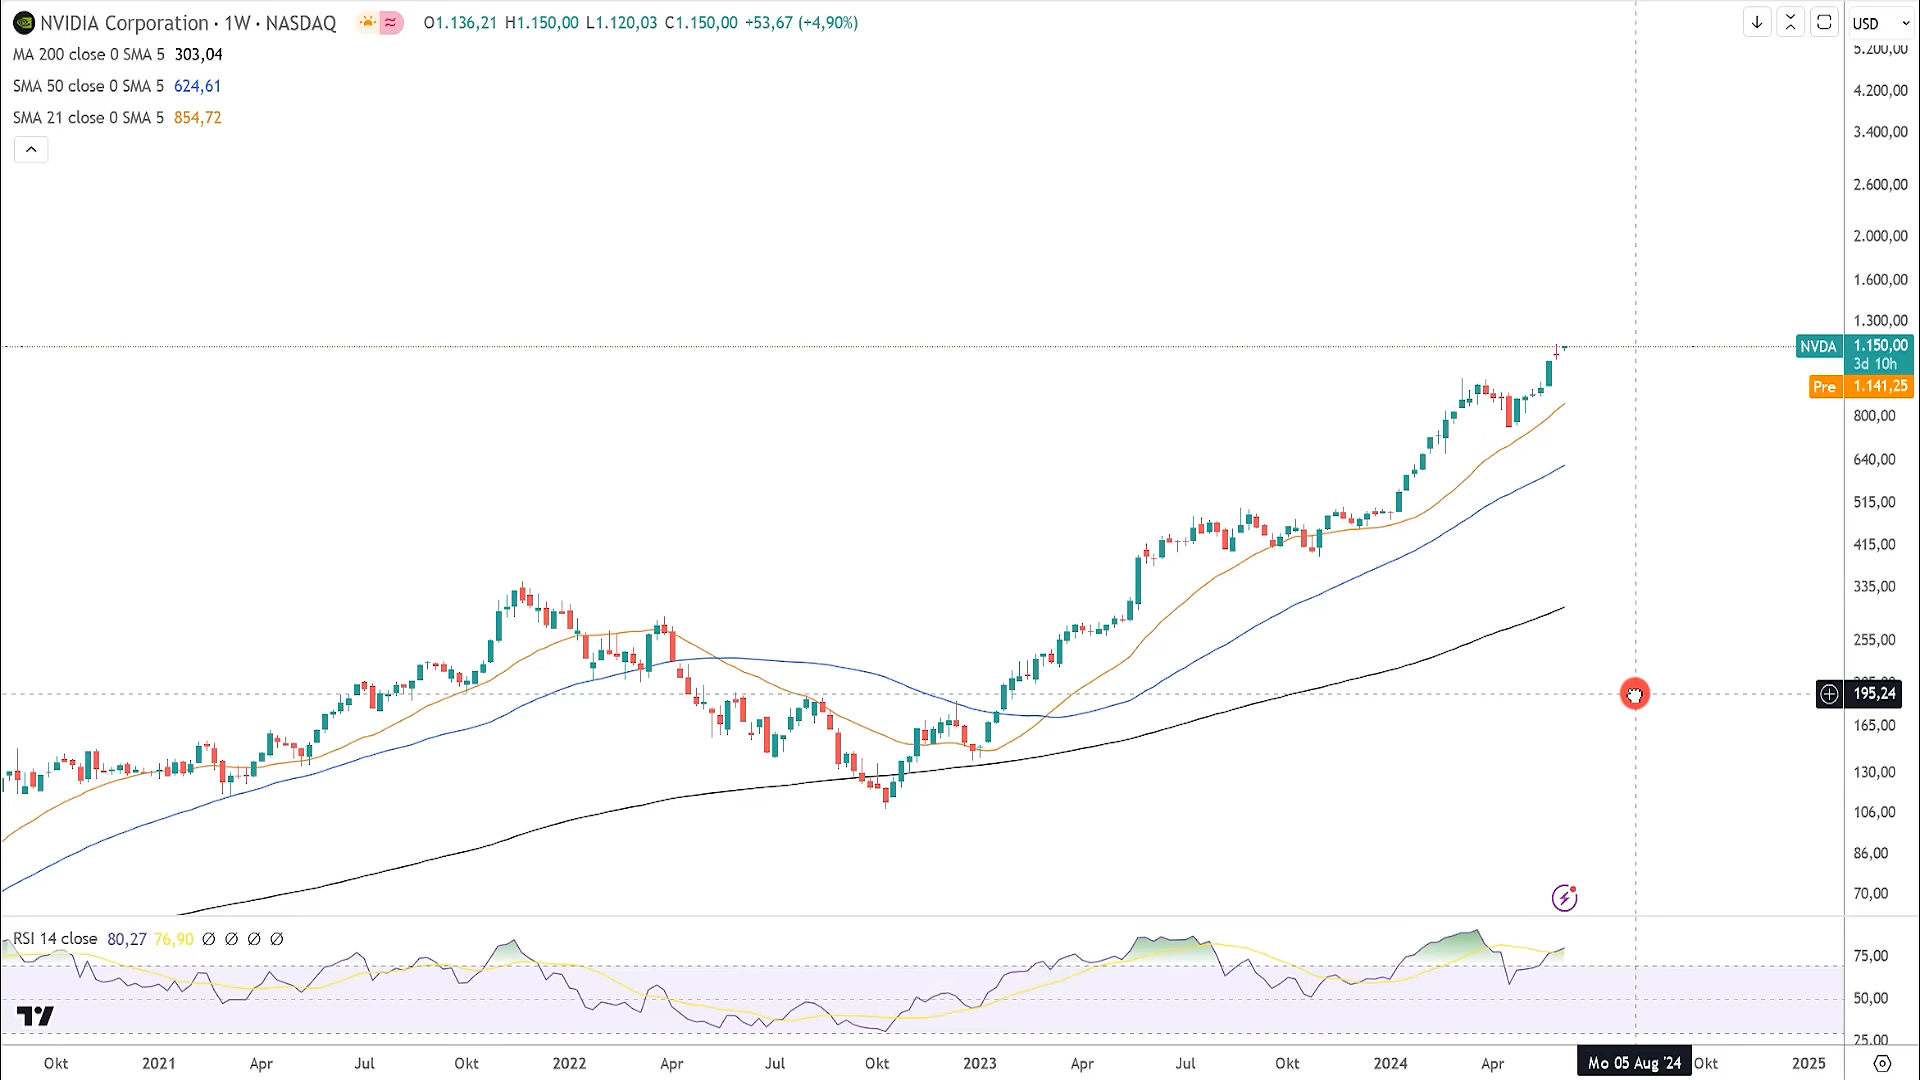 NVIDIA Corporation · 1W · NASDAQ O1.136,21 H1.150,00 L1.120,03 C1.150,00 +53,67 (+4,90%)
USD
MA 200 close 0 SMA 5 303,04
SMA 50 close 0 SMA 5 624,61
SMA 21 close 0 SMA 5 854,72
5.200,00
4.200,00
3.400,00
2.600,00
2.000,00
1.600,00
1.300,00
NVDA 1.150,00
3d 10h
Pre 1.141,25
800,00
640,00
515,00
415,00
335,00
255,00
195,24
165,00
130,00
106,00
86,00
70,00
RSI 14 close 80,27 76,90 Ø Ø Ø Ø
75,00
50,00
25,00
Okt 2021 Apr Jul Okt 2022 Apr Jul Okt 2023 Apr Jul Okt 2024 Apr Mo 05 Aug '24 Okt 2025